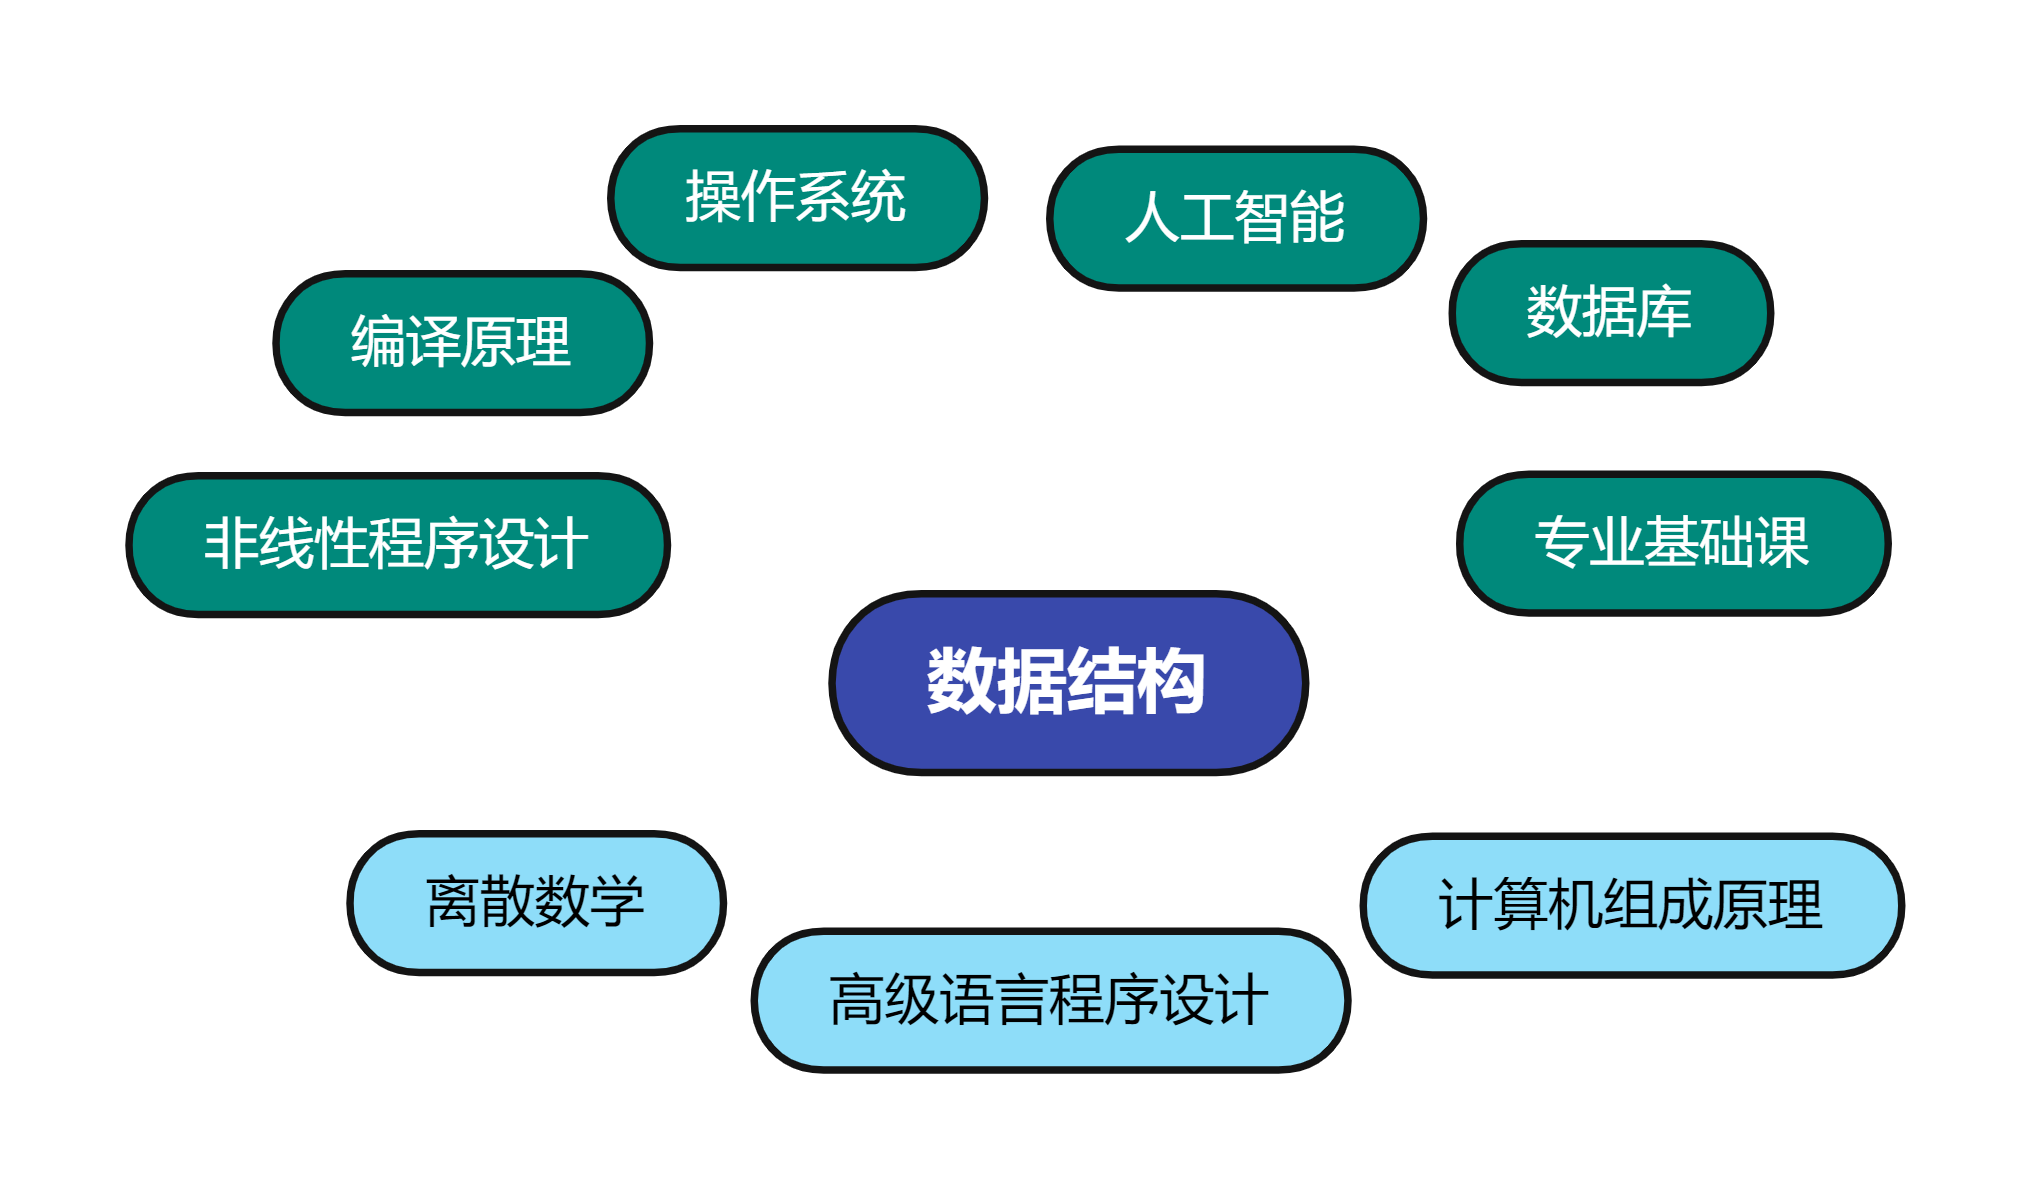 操作系统
人工智能
数据库
编译原理
非线性程序设计
专业基础课
数据结构
离散数学
计算机组成原理
高级语言程序设计